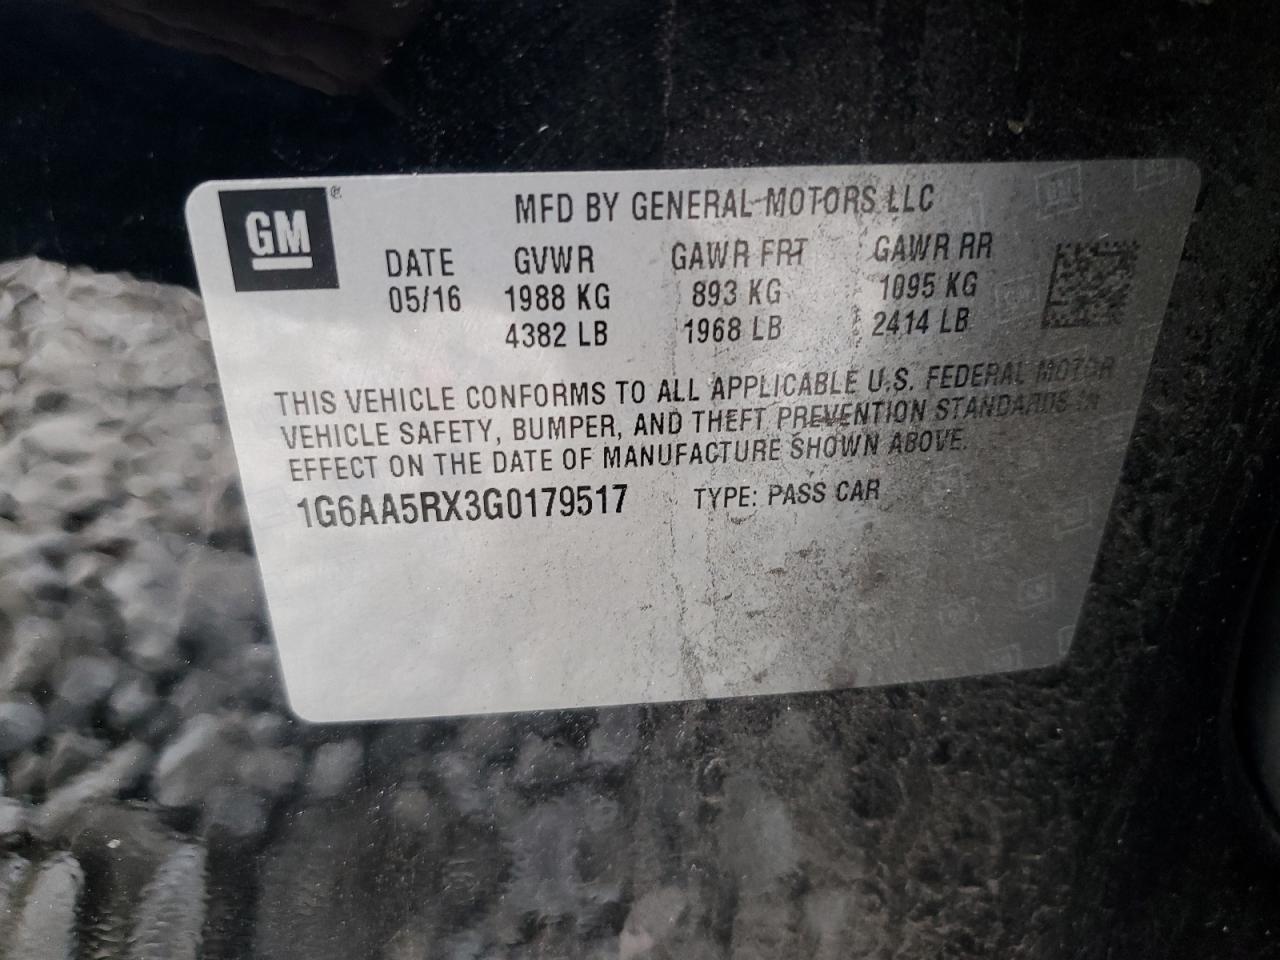 GM®
MFD BY GENERAL MOTORS LLC
DATE GVWR GAWR FRT GAWR RR
05/16 1988 KG 893 KG 1095 KG
4382 LB 1968 LB 2414 LB
THIS VEHICLE CONFORMS TO ALL APPLICABLE U.S. FEDERAL MOTOR
VEHICLE SAFETY, BUMPER, AND THEFT PREVENTION STANDARDS IN
EFFECT ON THE DATE OF MANUFACTURE SHOWN ABOVE.
1G6AA5RX3G0179517 TYPE: PASS CAR